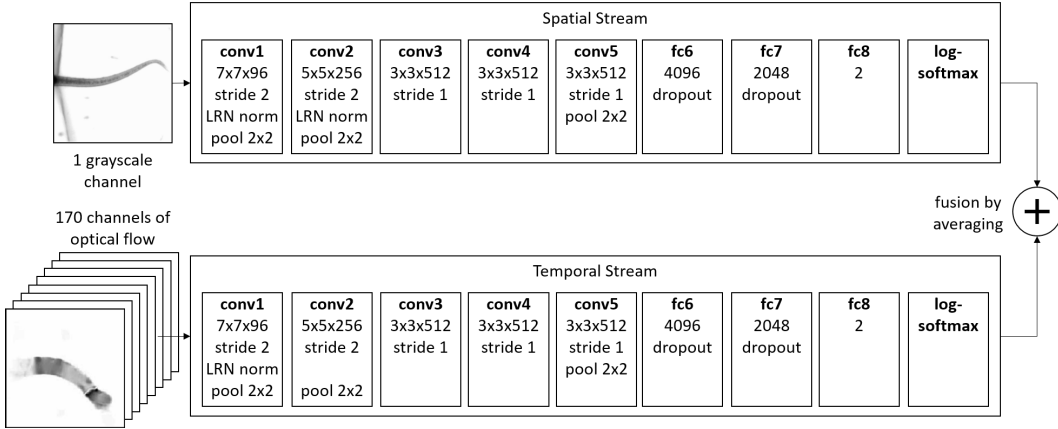 Spatial Stream
conv1
7x7x96
stride 2
LRN norm
pool 2x2
conv2
5x5x256
stride 2
LRN norm
pool 2x2
conv3
3x3x512
stride 1
conv4
3x3x512
stride 1
conv5
3x3x512
stride 1
pool 2x2
fc6
4096
dropout
fc7
2048
dropout
fc8
2
log-
softmax
1 grayscale
channel
fusion by
averaging
+
170 channels of
optical flow
Temporal Stream
conv1
7x7x96
stride 2
LRN norm
pool 2x2
conv2
5x5x256
stride 2
pool 2x2
conv3
3x3x512
stride 1
conv4
3x3x512
stride 1
conv5
3x3x512
stride 1
pool 2x2
fc6
4096
dropout
fc7
2048
dropout
fc8
2
log-
softmax